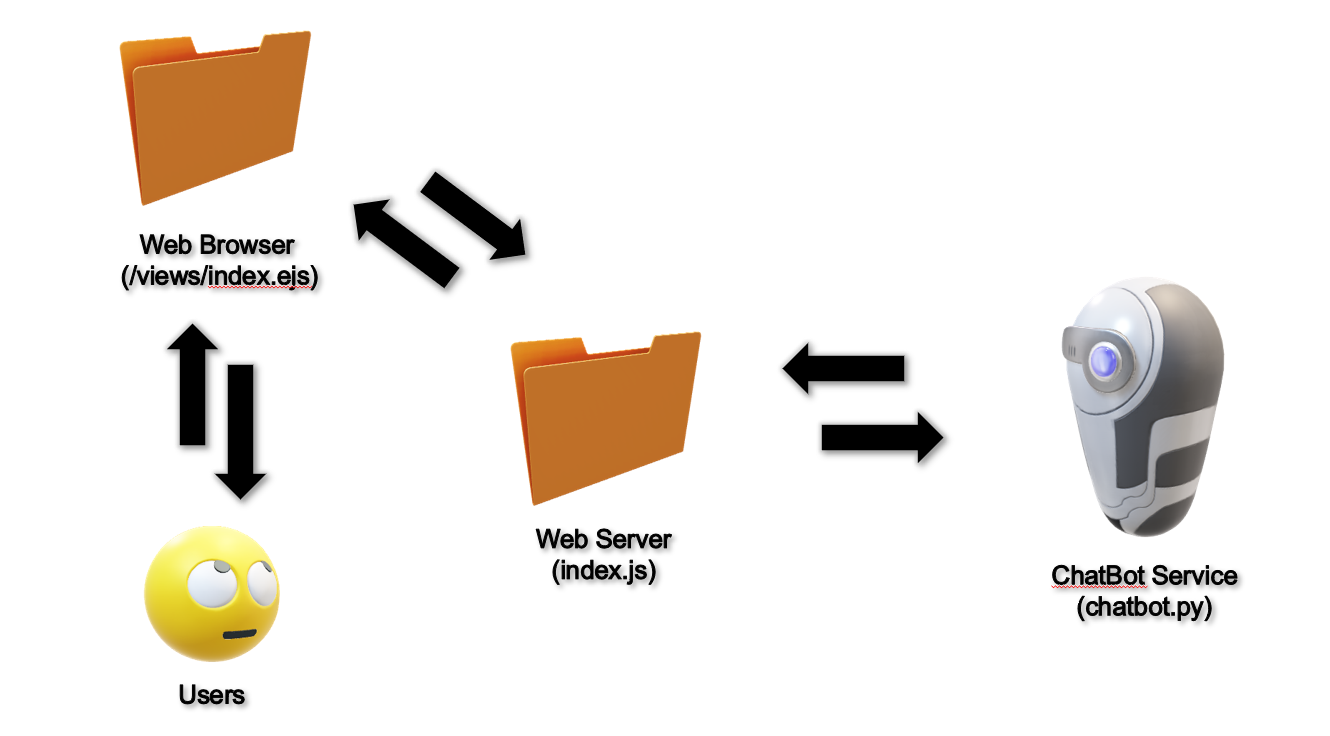 Web Browser
(/views/index.ejs)
Web Server
(index.js)
ChatBot Service
(chatbot.py)
Users